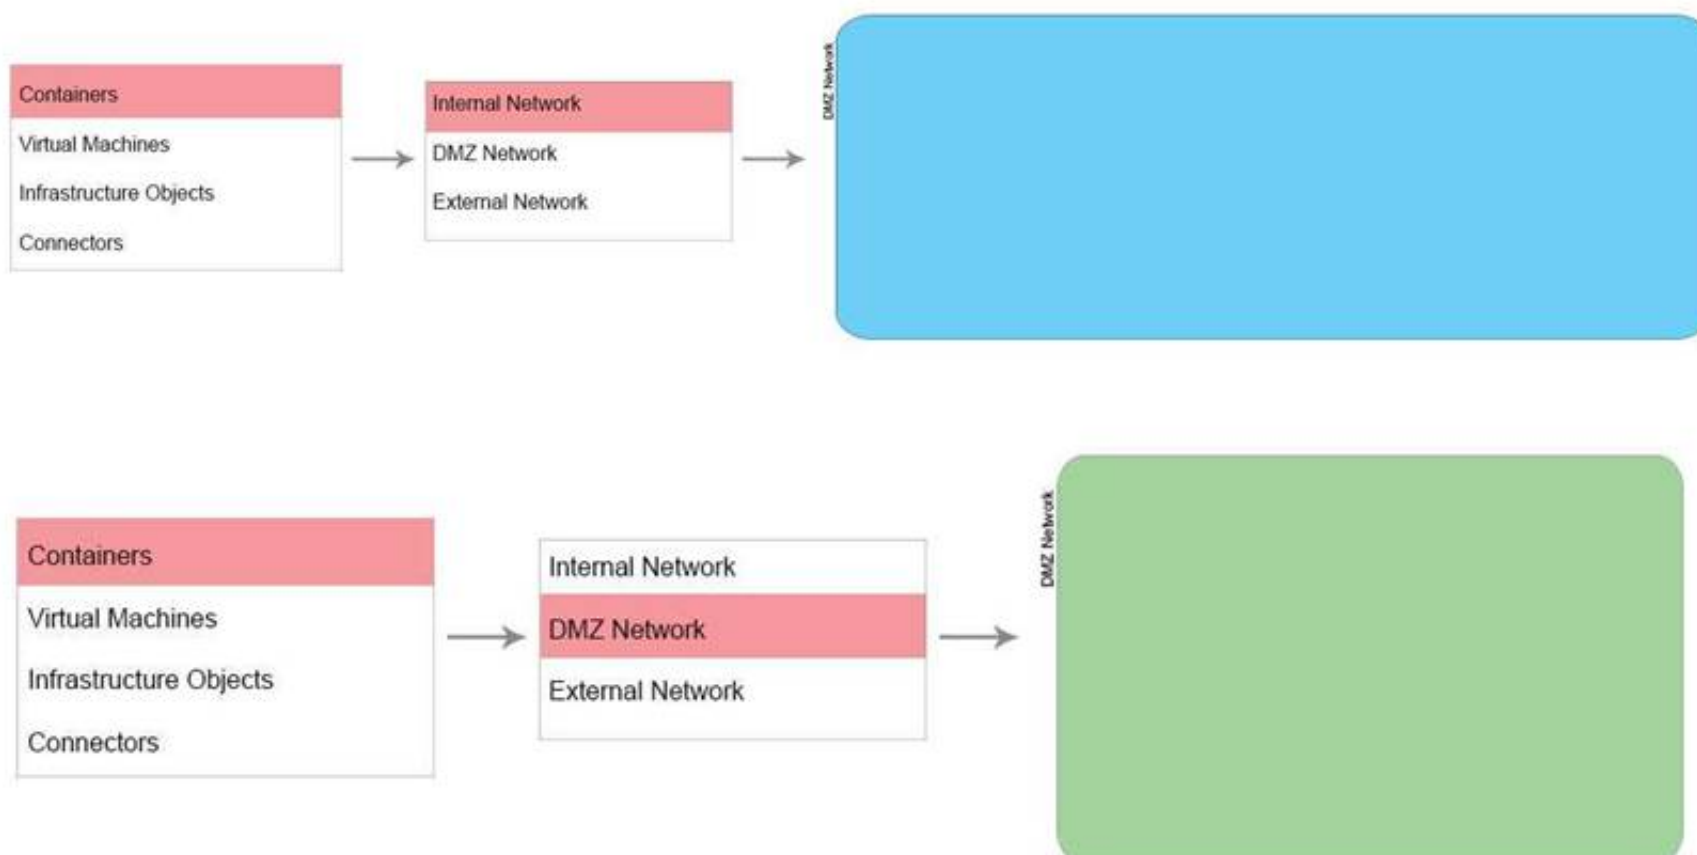 Containers
Virtual Machines
Infrastructure Objects
Connectors
Internal Network
DMZ Network
External Network
DMZ Network
Containers
Virtual Machines
Infrastructure Objects
Connectors
Internal Network
DMZ Network
External Network
DMZ Network